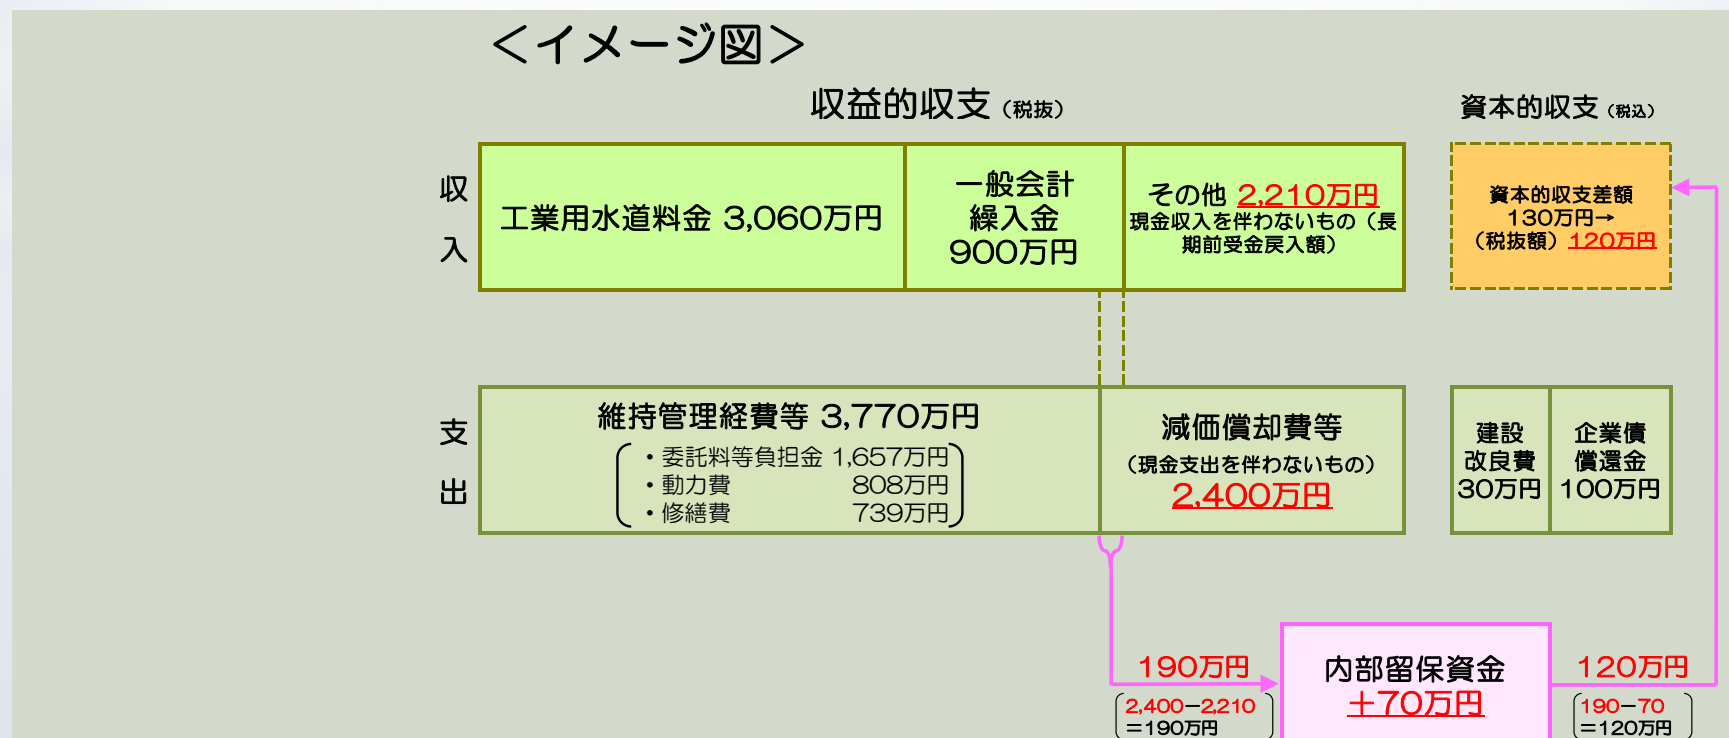 ＜イメージ図＞
収益的収支（税抜）
資本的収支（税込）
収
入
工業用水道料金 3,060万円
一般会計
繰入金
900万円
その他 2,210万円
現金収入を伴わないもの（長
期前受金戻入額）
資本的収支差額
130万円→
（税抜額）120万円
支
出
維持管理経費等 3,770万円
・委託料等負担金 1,657万円
・動力費 808万円
・修繕費 739万円
減価償却費等
（現金支出を伴わないもの）
2,400万円
建設
改良費
30万円
企業債
償還金
100万円
190万円
2,400−2,210
＝190万円
内部留保資金
＋70万円
120万円
190−70
＝120万円